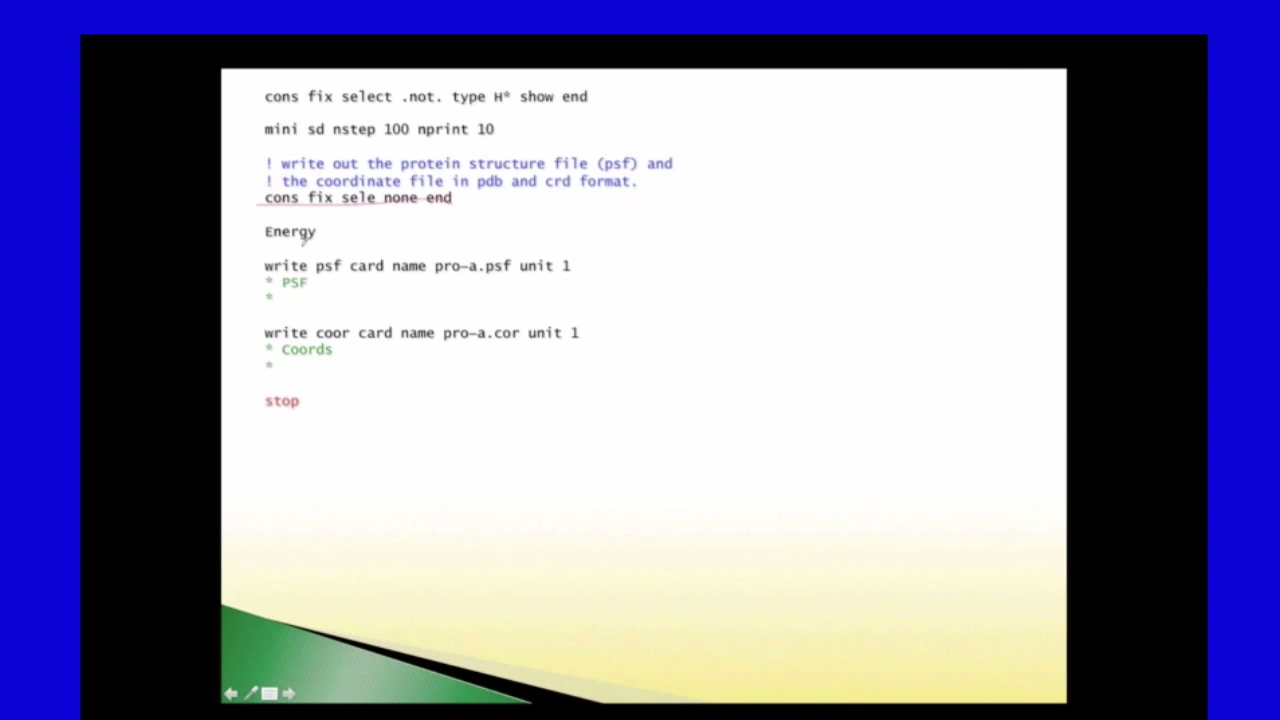 cons fix select .not. type H* show end
mini sd nstep 100 nprint 10
! write out the protein structure file (psf) and
! the coordinate file in pdb and crd format.
cons fix sele none end
Energy
write psf card name pro-a.psf unit 1
* PSF
*
write coor card name pro-a.cor unit 1
* Coords
*
stop